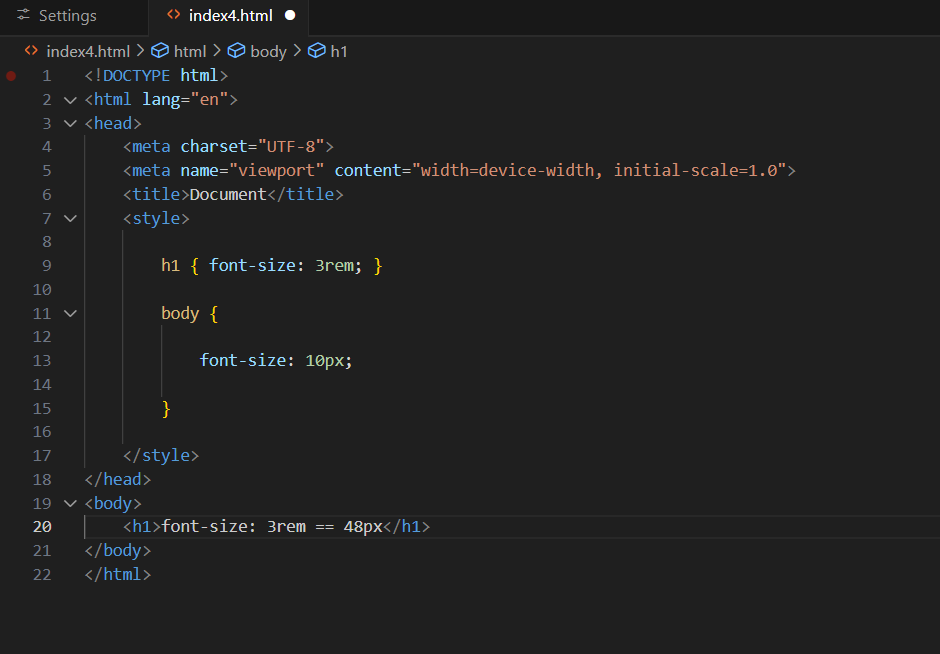 Settings index4.html
index4.html > html > body > h1
1 <!DOCTYPE html>
2 <html lang="en">
3 <head>
4 <meta charset="UTF-8">
5 <meta name="viewport" content="width=device-width, initial-scale=1.0">
6 <title>Document</title>
7 <style>
8
9 h1 { font-size: 3rem; }
10
11 body {
12
13 font-size: 10px;
14
15 }
16
17 </style>
18 </head>
19 <body>
20 <h1>font-size: 3rem == 48px</h1>
21 </body>
22 </html>